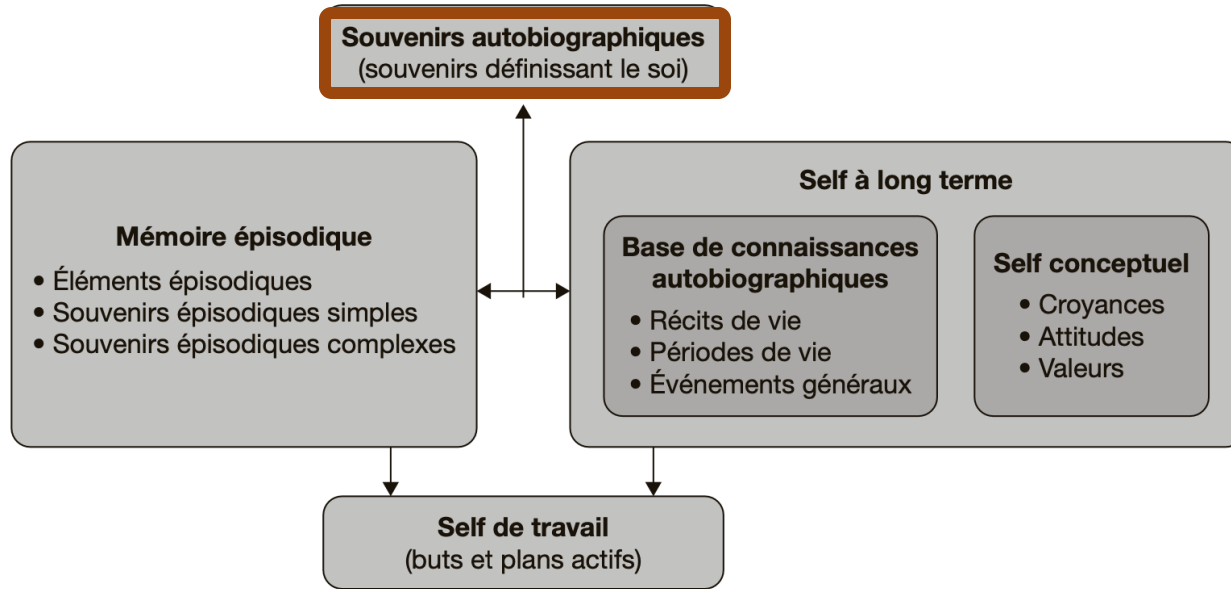 Souvenirs autobiographiques
(souvenirs définissant le soi)
Mémoire épisodique
• Éléments épisodiques
• Souvenirs épisodiques simples
• Souvenirs épisodiques complexes
Self à long terme
Base de connaissances
autobiographiques
• Récits de vie
• Périodes de vie
• Événements généraux
Self conceptuel
• Croyances
• Attitudes
• Valeurs
Self de travail
(buts et plans actifs)